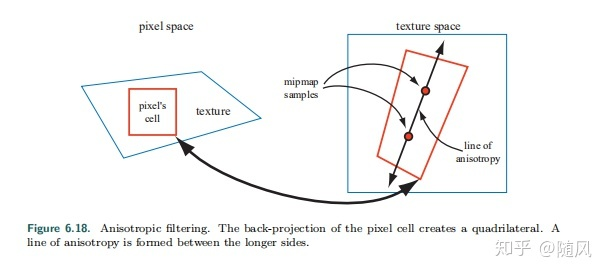 pixel space
texture space
pixel's
cell
texture
mipmap
samples
line of
anisotropy
Figure 6.18. Anisotropic filtering. The back-projection of the pixel cell creates a quadrilateral. A
line of anisotropy is formed between the longer sides.
知乎 @随风